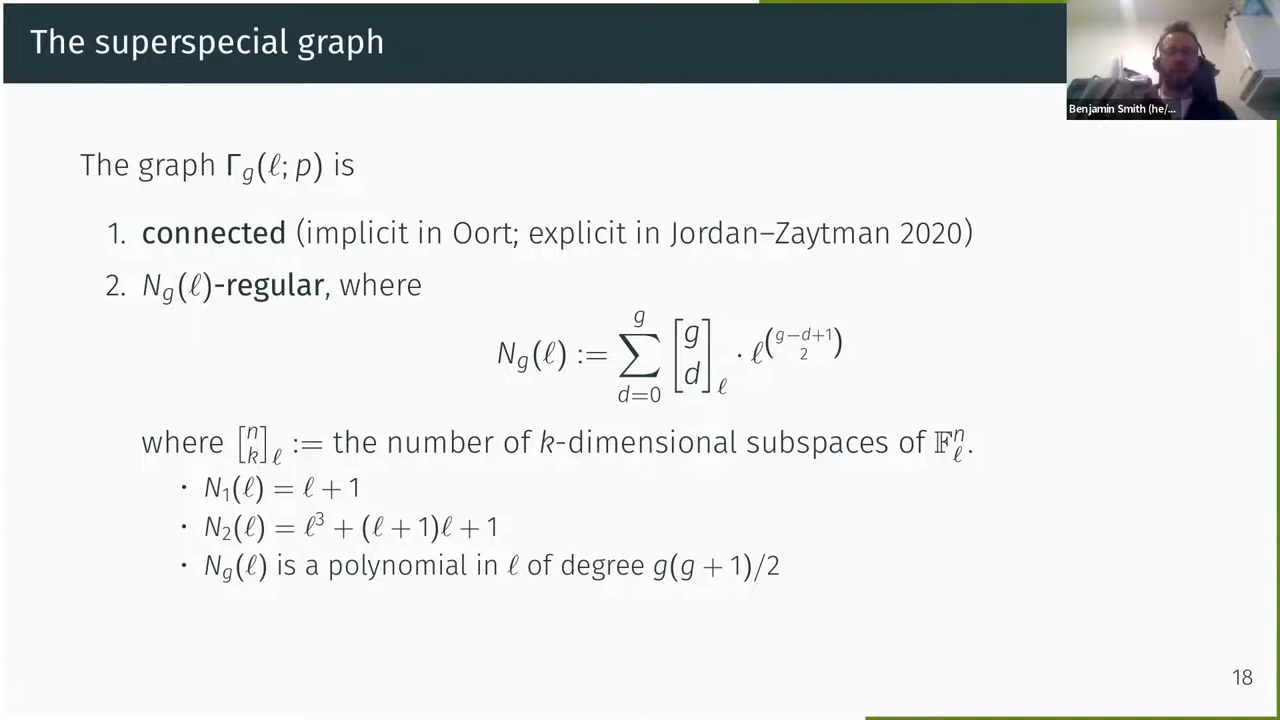 The superspecial graph
Benjamin Smith (he/...
The graph Γ_g(ℓ; p) is
1. connected (implicit in Oort; explicit in Jordan–Zaytman 2020)
2. N_g(ℓ)-regular, where
N_g(ℓ) := ∑_{d=0}^{g} [g d]_ℓ · ℓ^{(g−d+1 2)}
where [n k]_ℓ := the number of k-dimensional subspaces of 𝔽_ℓ^n.
· N_1(ℓ) = ℓ + 1
· N_2(ℓ) = ℓ^3 + (ℓ + 1)ℓ + 1
· N_g(ℓ) is a polynomial in ℓ of degree g(g + 1)/2
18